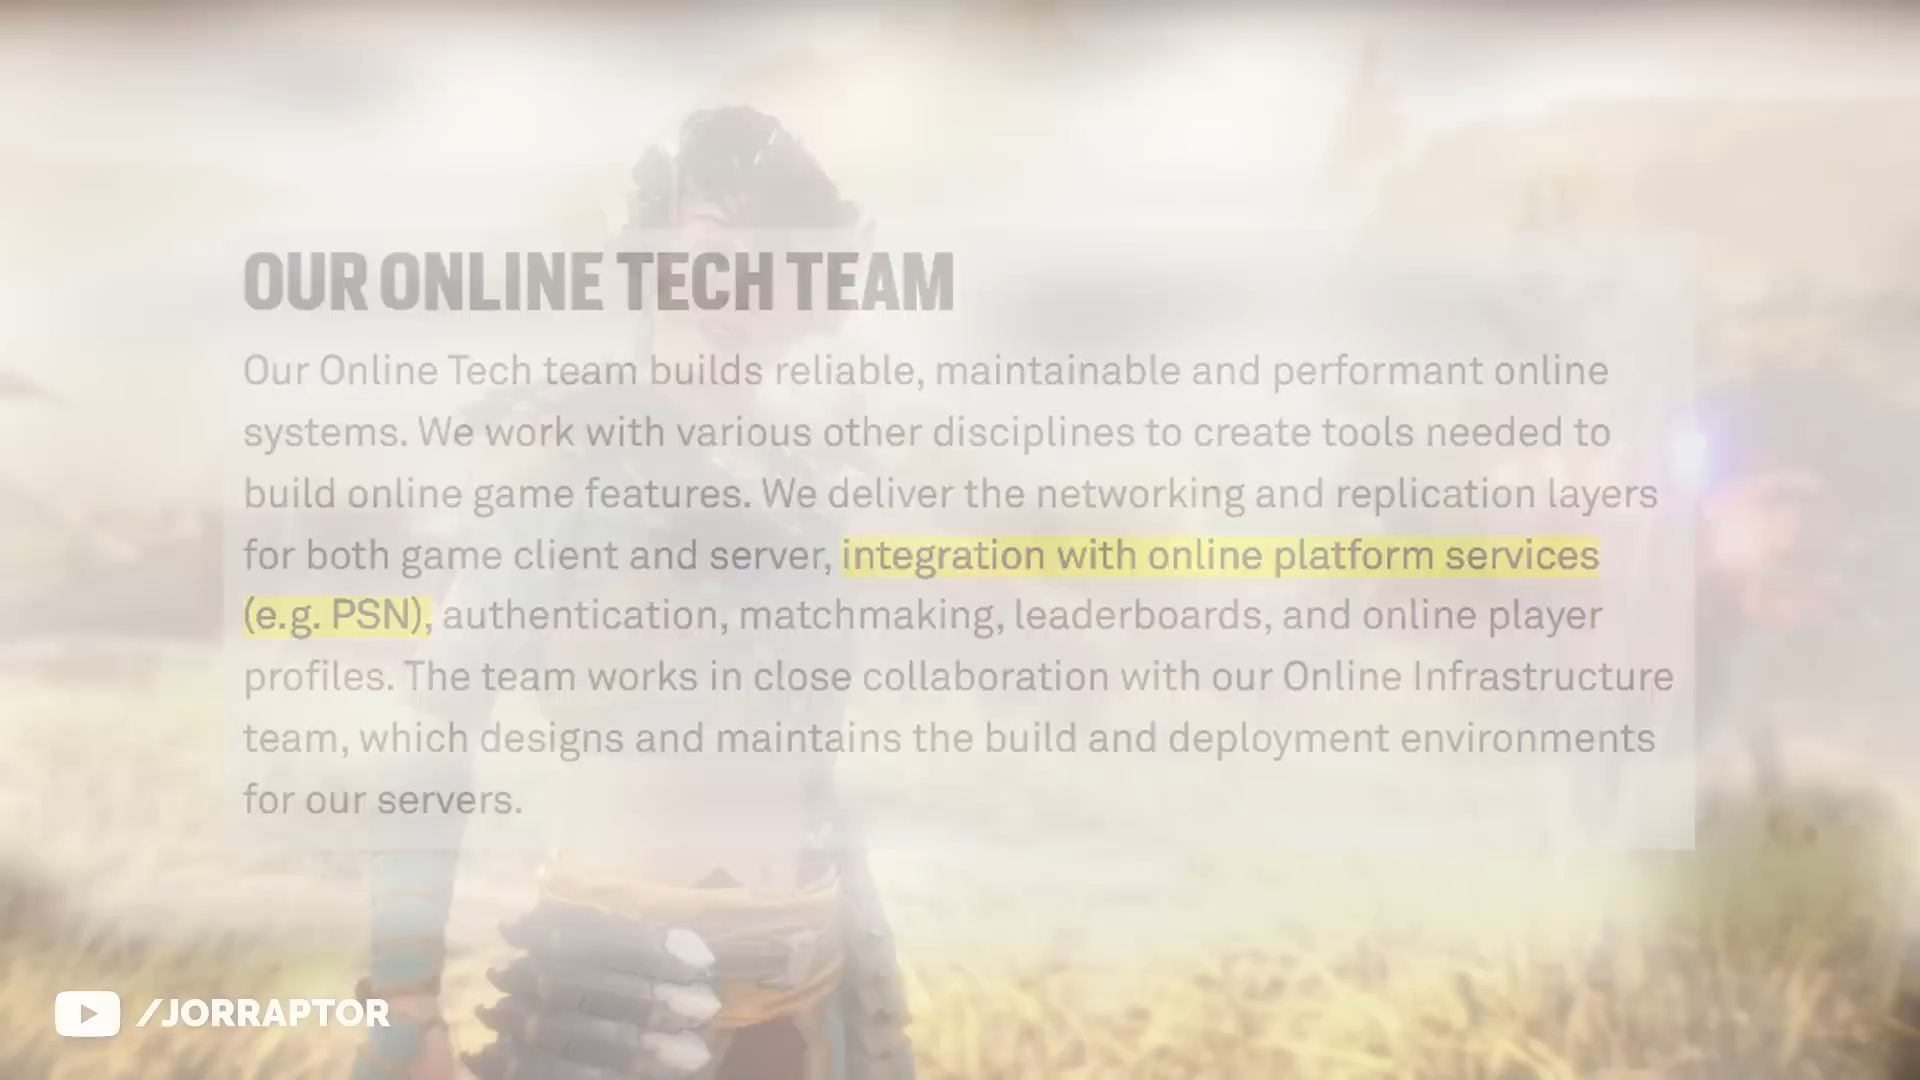 OUR ONLINE TECH TEAM
Our Online Tech team builds reliable, maintainable and performant online
systems. We work with various other disciplines to create tools needed to
build online game features. We deliver the networking and replication layers
for both game client and server, integration with online platform services
(e.g. PSN), authentication, matchmaking, leaderboards, and online player
profiles. The team works in close collaboration with our Online Infrastructure
team, which designs and maintains the build and deployment environments
for our servers.
/JORRAPTOR